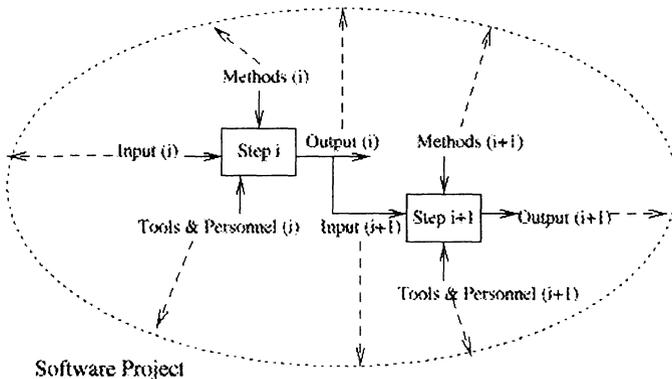 Methods (i)
Input (i)
Step i
Output (i)
Methods (i+1)
Tools & Personnel (i)
Input (i+1)
Step i+1
Output (i+1)
Tools & Personnel (i+1)
Software Project